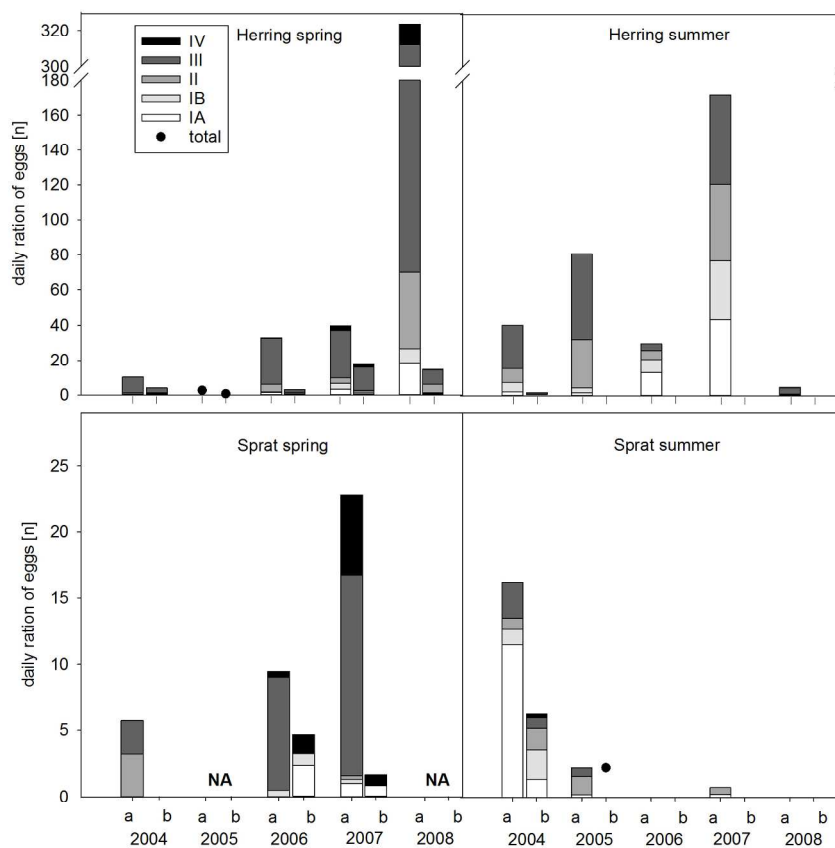 320
300
180
160
140
120
100
80
60
40
20
0
daily ration of eggs [n]
IV
III
II
IB
IA
total
Herring spring
Herring summer
25
20
15
10
5
0
daily ration of eggs [n]
Sprat spring
Sprat summer
NA
NA
a b a b a b a b a b a b a b a b a b a b
2004 2005 2006 2007 2008 2004 2005 2006 2007 2008